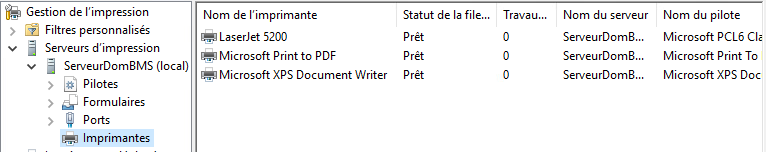 Gestion de l'impression
Filtres personnalisés
Serveurs d'impression
ServeurDomBMS (local)
Pilotes
Formulaires
Ports
Imprimantes
Nom de l'imprimante Statut de la file... Travau... Nom du serveur Nom du pilote
LaserJet 5200 Prêt 0 ServeurDomB... Microsoft PCL6 Cla
Microsoft Print to PDF Prêt 0 ServeurDomB... Microsoft Print To
Microsoft XPS Document Writer Prêt 0 ServeurDomB... Microsoft XPS Doc